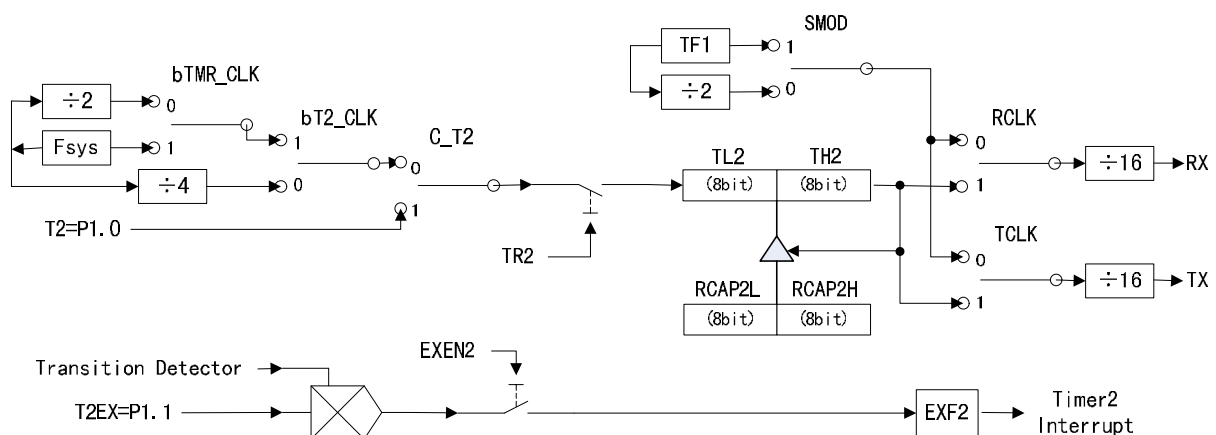 SMOD
TF1
1
÷2
0
bTMR_CLK
÷2
0
Fsys
1
bT2_CLK
1
÷4
0
C_T2
0
1
T2=P1.0
TR2
TL2
TH2
(8bit)
(8bit)
RCAP2L
RCAP2H
(8bit)
(8bit)
RCLK
0
1
÷16
RX
TCLK
0
1
÷16
TX
Transition Detector
T2EX=P1.1
EXEN2
EXF2
Timer2
Interrupt